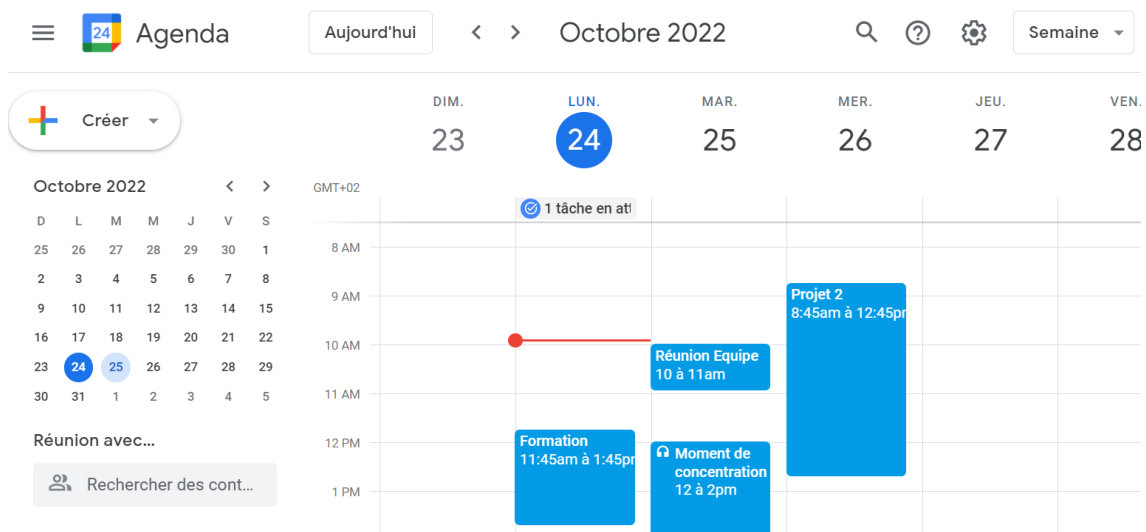 24 Agenda Aujourd'hui Octobre 2022 Semaine
Créer
DIM. LUN. MAR. MER. JEU. VEN.
23 24 25 26 27 28
Octobre 2022
GMT+02
1 tâche en att
D L M M J V S
25 26 27 28 29 30 1
2 3 4 5 6 7 8
9 10 11 12 13 14 15
16 17 18 19 20 21 22
23 24 25 26 27 28 29
30 31 1 2 3 4 5
Réunion avec...
Rechercher des cont...
8 AM
9 AM
10 AM
11 AM
12 PM
1 PM
Formation
11:45am à 1:45pm
Réunion Equipe
10 à 11am
Moment de
concentration
12 à 2pm
Projet 2
8:45am à 12:45pm